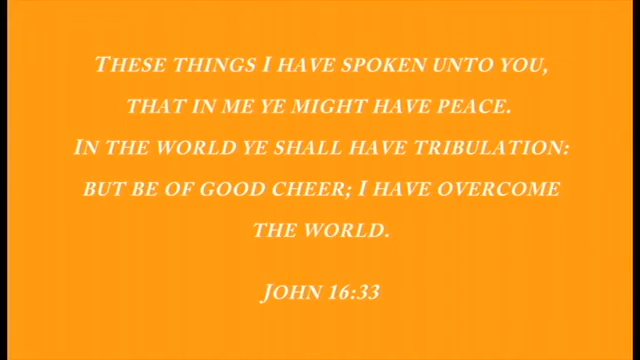 These things I have spoken unto you,
that in me ye might have peace.
In the world ye shall have tribulation:
but be of good cheer; I have overcome
the world.
John 16:33